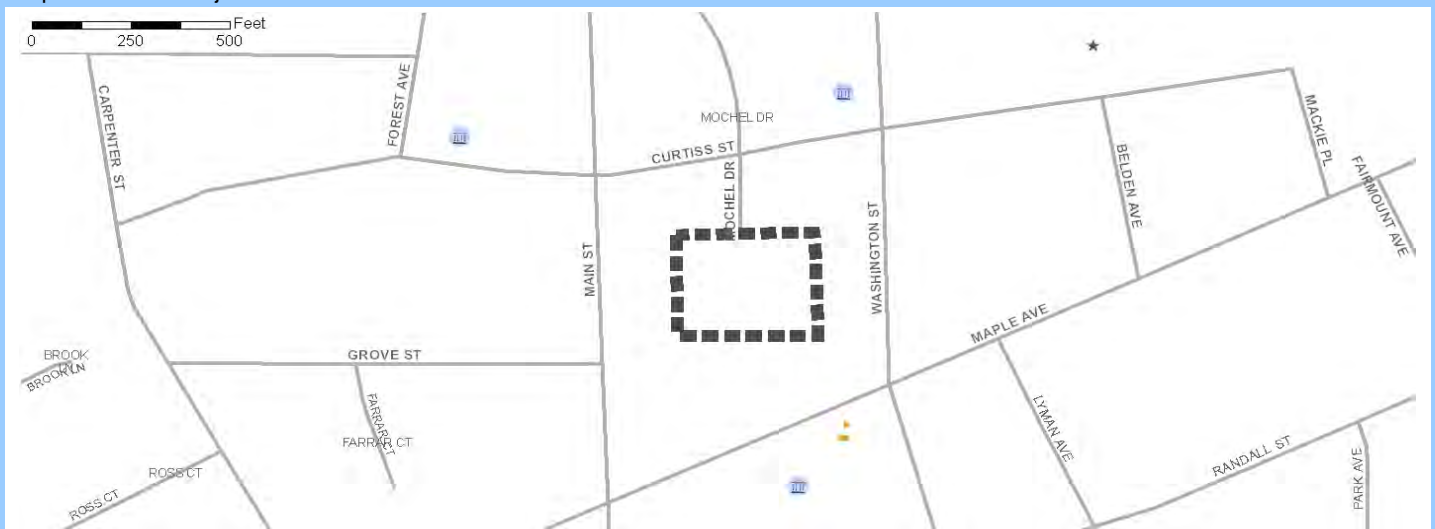 Feet
0 250 500
CARPENTER ST
FOREST AVE
MOCHEL DR
CURTISS ST
MOCHEL DR
MACKIE PL
BELDEN AVE
FAIRMOUNT AVE
MAIN ST
WASHINGTON ST
MAPLE AVE
GROVE ST
BROOK
BROOK LN
FARRAR CT
FARRAR CT
LYMAN AVE
RANDALL ST
PARK AVE
ROSS CT
ROSS CT